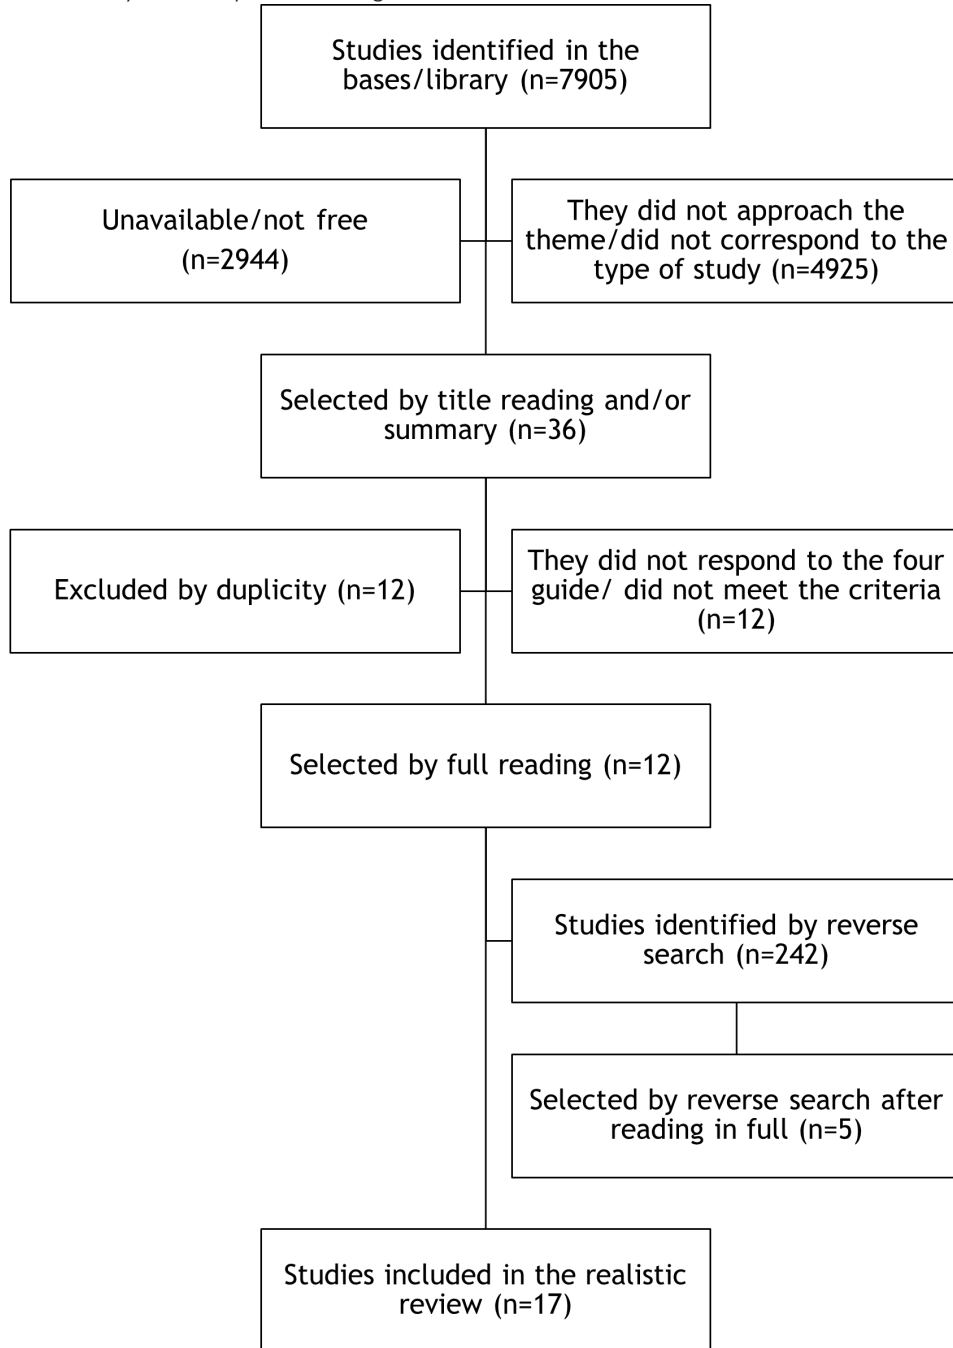 Studies identified in the
bases/library (n=7905)
Unavailable/not free
(n=2944)
They did not approach the
theme/did not correspond to the
type of study (n=4925)
Selected by title reading and/or
summary (n=36)
Excluded by duplicity (n=12)
They did not respond to the four
guide/ did not meet the criteria
(n=12)
Selected by full reading (n=12)
Studies identified by reverse
search (n=242)
Selected by reverse search after
reading in full (n=5)
Studies included in the realistic
review (n=17)